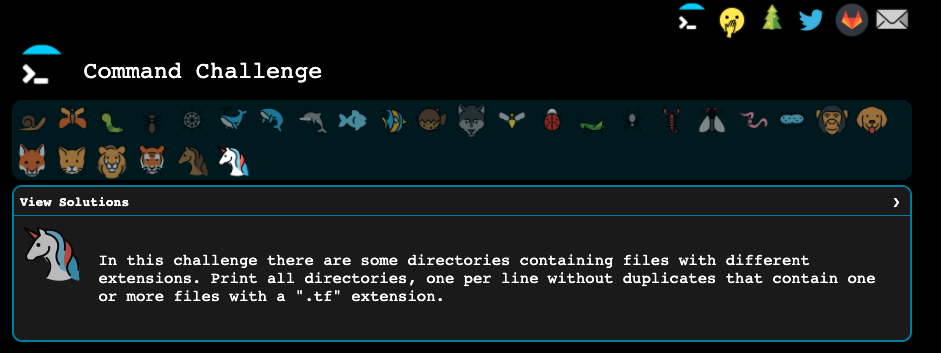 Command Challenge
View Solutions
In this challenge there are some directories containing files with different
extensions. Print all directories, one per line without duplicates that contain one
or more files with a ".tf" extension.